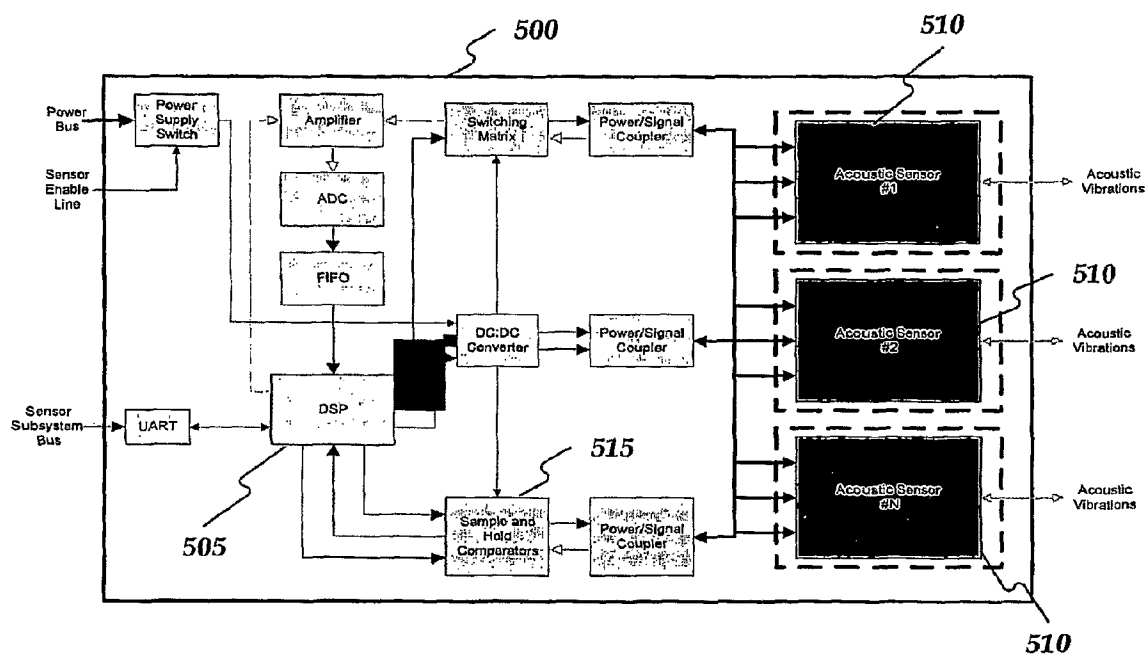 500
510
Power
Bus
Power
Supply
Switch
Amplifier
Switching
Matrix
Power/Signal
Coupler
Sensor
Enable
Line
ADC
Acoustic Sensor
#1
Acoustic
Vibrations
FIFO
510
DC:DC
Converter
Power/Signal
Coupler
Acoustic Sensor
#2
Acoustic
Vibrations
DSP
Sensor
Subsystem
Bus
UART
515
505
Sample and
Hold
Comparators
Power/Signal
Coupler
Acoustic Sensor
#N
Acoustic
Vibrations
510